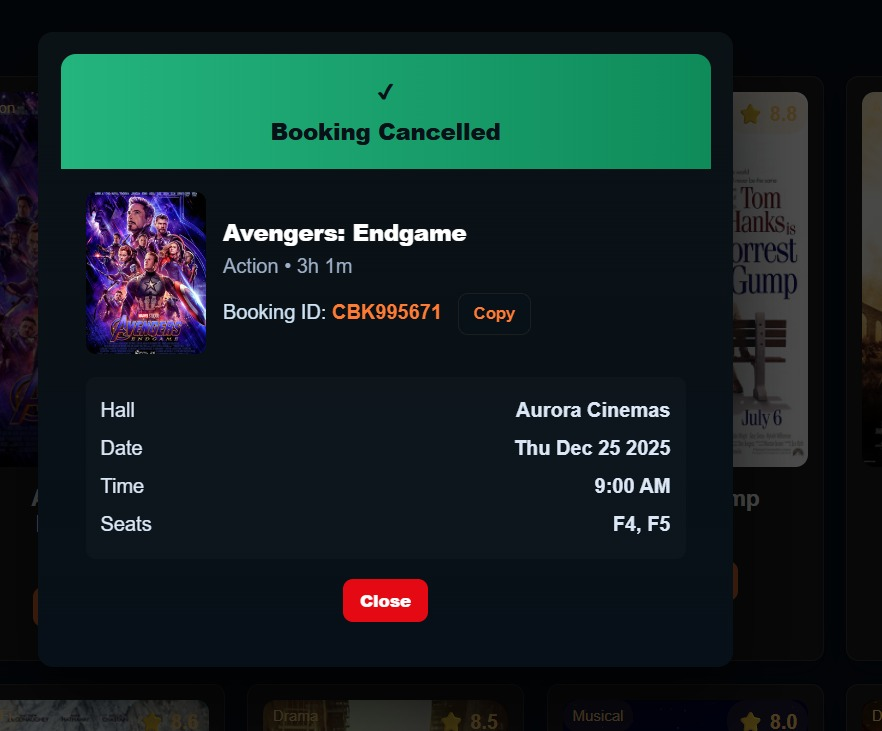 ✓
Booking Cancelled
8.8
Avengers: Endgame
Action • 3h 1m
Booking ID: CBK995671 Copy
AVENGERS
ENDGAME
Tom
Hanks is
Forrest
Gump
July 6
Hall Aurora Cinemas
Date Thu Dec 25 2025
Time 9:00 AM
Seats F4, F5
Close
8.6
Drama
8.5
Musical
8.0